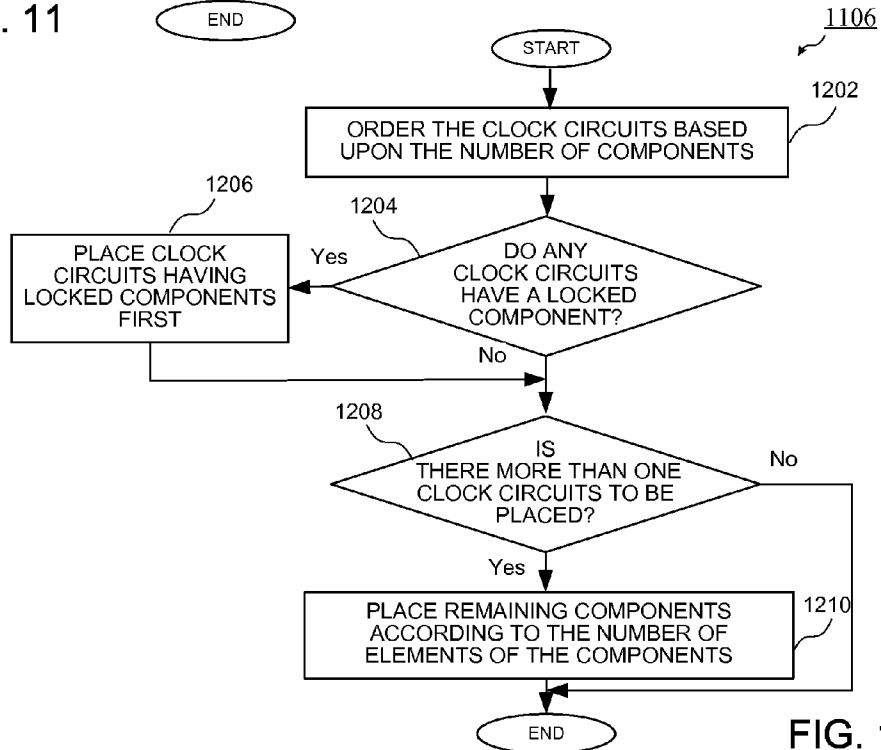 . 11
END
1106
START
1202
ORDER THE CLOCK CIRCUITS BASED
UPON THE NUMBER OF COMPONENTS
1206
1204
PLACE CLOCK
CIRCUITS HAVING
LOCKED COMPONENTS
FIRST
Yes
DO ANY
CLOCK CIRCUITS
HAVE A LOCKED
COMPONENT?
No
1208
IS
THERE MORE THAN ONE
CLOCK CIRCUITS TO BE
PLACED?
No
Yes
PLACE REMAINING COMPONENTS
ACCORDING TO THE NUMBER OF
ELEMENTS OF THE COMPONENTS
1210
END
FIG.